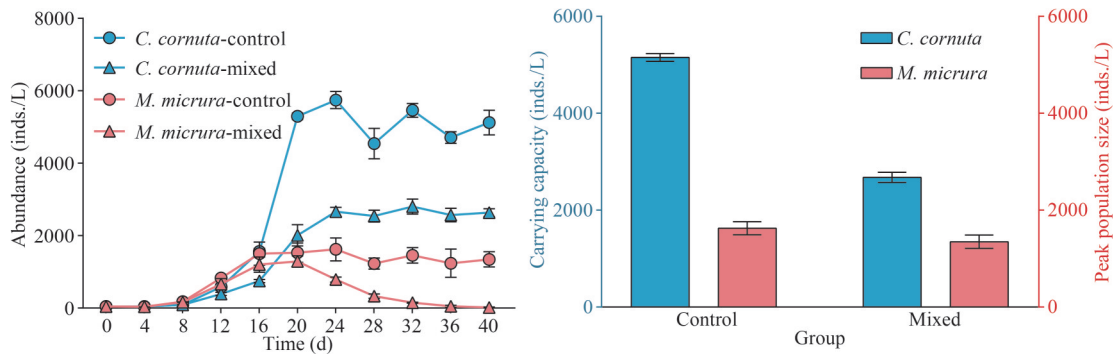 8000
6000
4000
2000
0
Abundance (inds./L)
C. cornuta-control
C. cornuta-mixed
M. micrura-control
M. micrura-mixed
0 4 8 12 16 20 24 28 32 36 40
Time (d)
6000
4000
2000
0
Carrying capacity (inds./L)
C. cornuta
M. micrura
6000
4000
2000
0
Peak population size (inds./L)
Control Mixed
Group